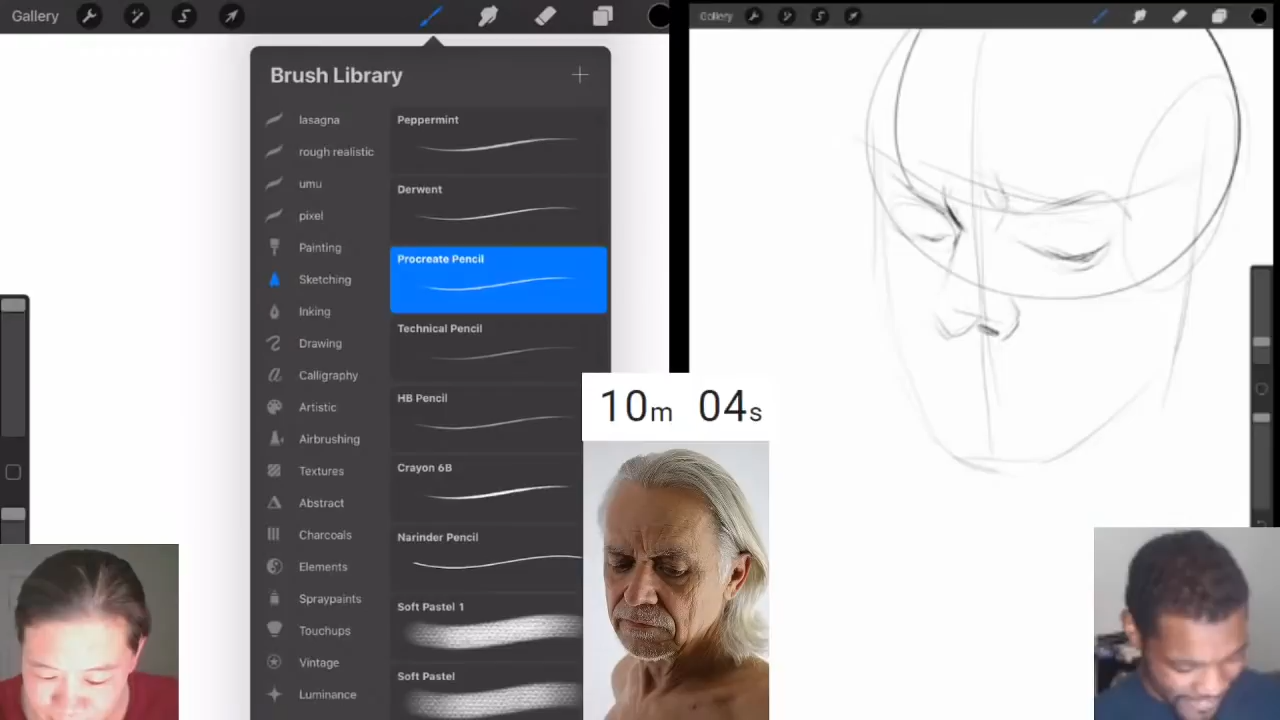 Gallery
Brush Library
lasagna
rough realistic
umu
pixel
Painting
Sketching
Inking
Drawing
Calligraphy
Artistic
Airbrushing
Textures
Abstract
Charcoals
Elements
Spraypaints
Touchups
Vintage
Luminance
Peppermint
Derwent
Procreate Pencil
Technical Pencil
HB Pencil
Crayon 6B
Narinder Pencil
Soft Pastel 1
Soft Pastel
10m 04s
Gallery